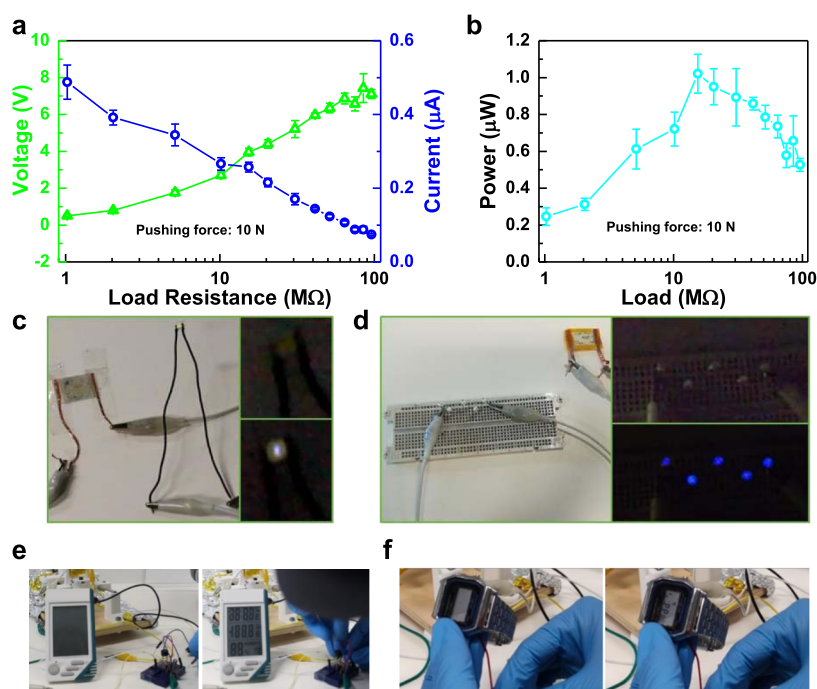 a
10
8
6
4
2
0
-2
Voltage (V)
0.6
0.4
0.2
0.0
Current (μA)
Pushing force: 10 N
1
10
100
Load Resistance (MΩ)
b
1.2
1.0
0.8
0.6
0.4
0.2
0.0
Power (μW)
Pushing force: 10 N
1
10
100
Load (MΩ)
c
d
e
f